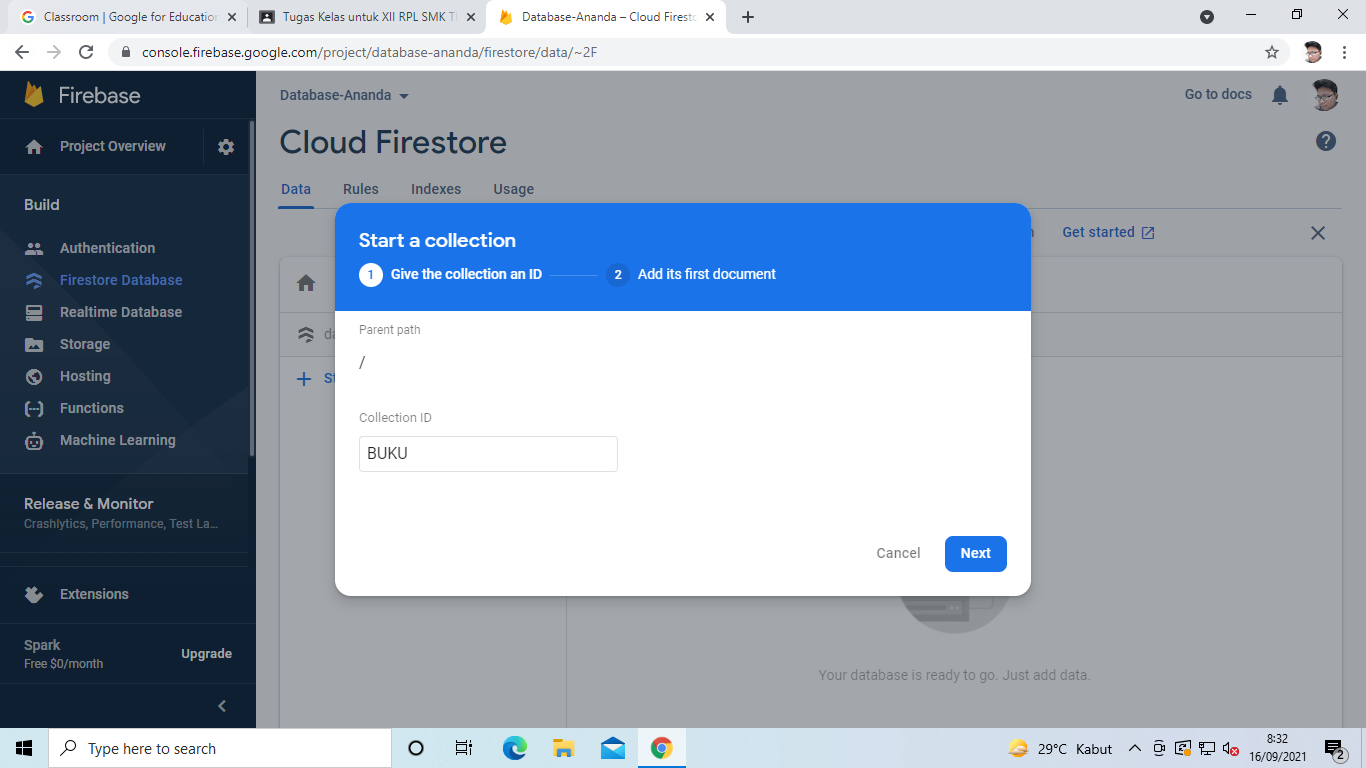 Classroom | Google for Education
Tugas Kelas untuk XII RPL SMK
Database-Ananda – Cloud Firesto
console.firebase.google.com/project/database-ananda/firestore/data/~2F
Firebase
Project Overview
Build
Authentication
Firestore Database
Realtime Database
Storage
Hosting
Functions
Machine Learning
Release & Monitor
Crashlytics, Performance, Test La...
Extensions
Spark
Free $0/month
Upgrade
Database-Ananda
Go to docs
Cloud Firestore
Data Rules Indexes Usage
Get started
Start a collection
1 Give the collection an ID
2 Add its first document
Parent path
/
Collection ID
BUKU
Cancel
Next
Your database is ready to go. Just add data.
Type here to search
29°C Kabut
8:32
16/09/2021
2